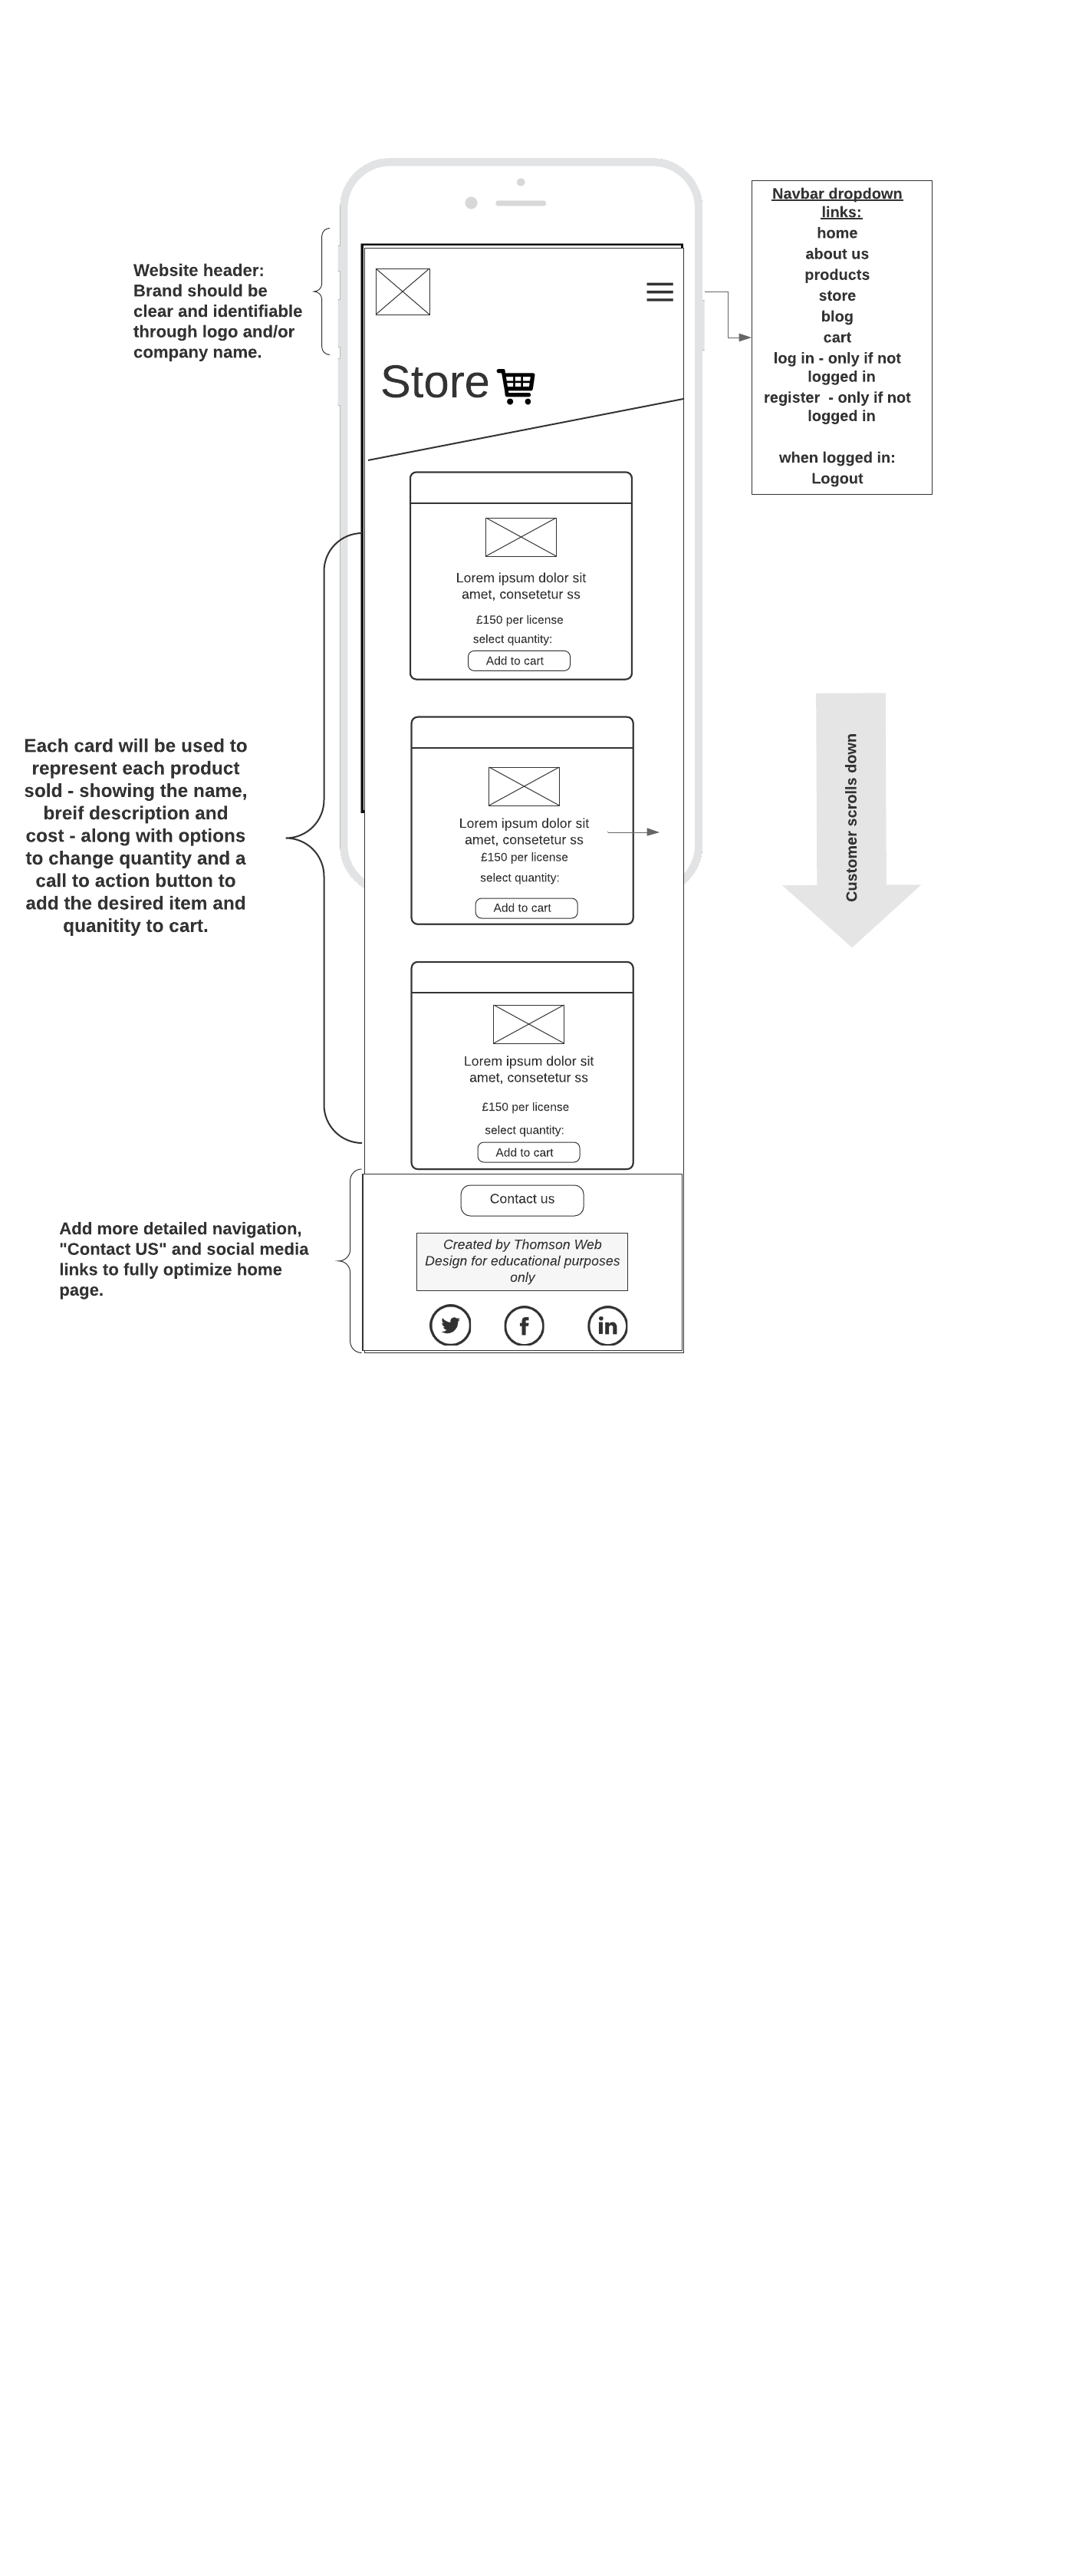 Website header:
Brand should be
clear and identifiable
through logo and/or
company name.
Navbar dropdown
links:
home
about us
products
store
blog
cart
log in - only if not
logged in
register  - only if not
logged in
when logged in:
Logout
Store
Lorem ipsum dolor sit
amet, consetetur ss
£150 per license
select quantity:
Add to cart
Each card will be used to
represent each product
sold - showing the name,
breif description and
cost - along with options
to change quantity and a
call to action button to
add the desired item and
quanitity to cart.
Lorem ipsum dolor sit
amet, consetetur ss
£150 per license
select quantity:
Add to cart
Customer scrolls down
Lorem ipsum dolor sit
amet, consetetur ss
£150 per license
select quantity:
Add to cart
Add more detailed navigation,
"Contact US" and social media
links to fully optimize home
page.
Contact us
Created by Thomson Web
Design for educational purposes
only